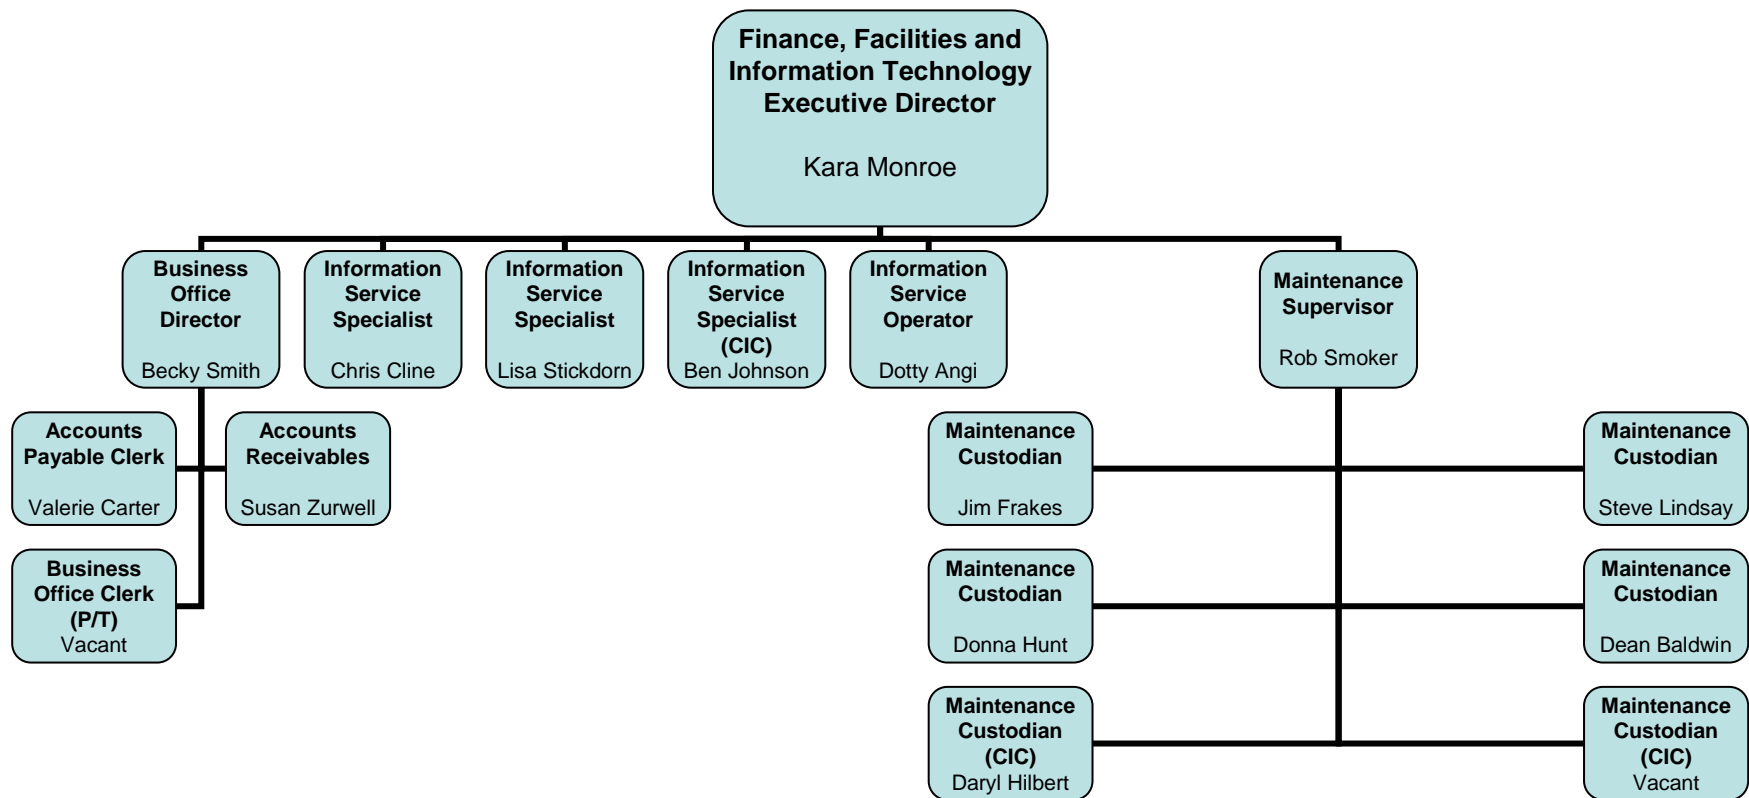 Finance, Facilities and
Information Technology
Executive Director
Kara Monroe
Business
Office
Director
Becky Smith
Information
Service
Specialist
Chris Cline
Information
Service
Specialist
Lisa Stickdorn
Information
Service
Specialist
(CIC)
Ben Johnson
Information
Service
Operator
Dotty Angi
Maintenance
Supervisor
Rob Smoker
Accounts
Payable Clerk
Valerie Carter
Accounts
Receivables
Susan Zurwell
Maintenance
Custodian
Jim Frakes
Maintenance
Custodian
Steve Lindsay
Business
Office Clerk
(P/T)
Vacant
Maintenance
Custodian
Donna Hunt
Maintenance
Custodian
Dean Baldwin
Maintenance
Custodian
(CIC)
Daryl Hilbert
Maintenance
Custodian
(CIC)
Vacant